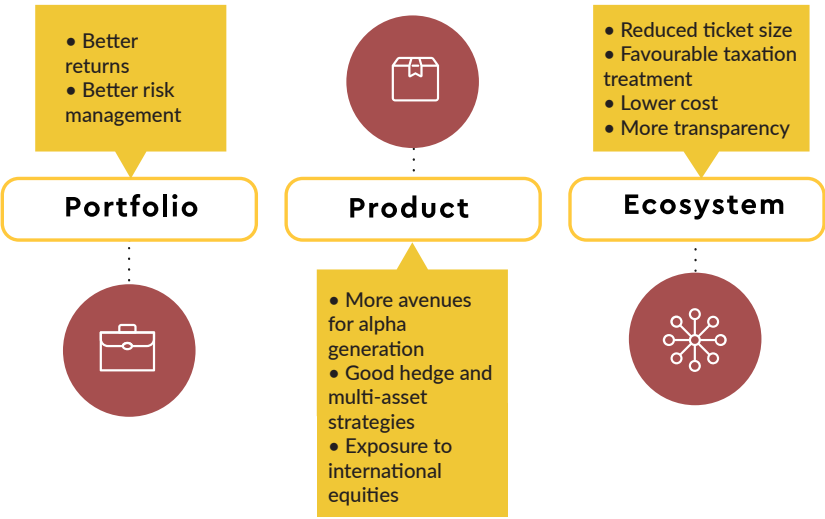 • Better
returns
• Better risk
management
Portfolio
Product
• More avenues
for alpha
generation
• Good hedge and
multi-asset
strategies
• Exposure to
international
equities
• Reduced ticket size
• Favourable taxation
treatment
• Lower cost
• More transparency
Ecosystem